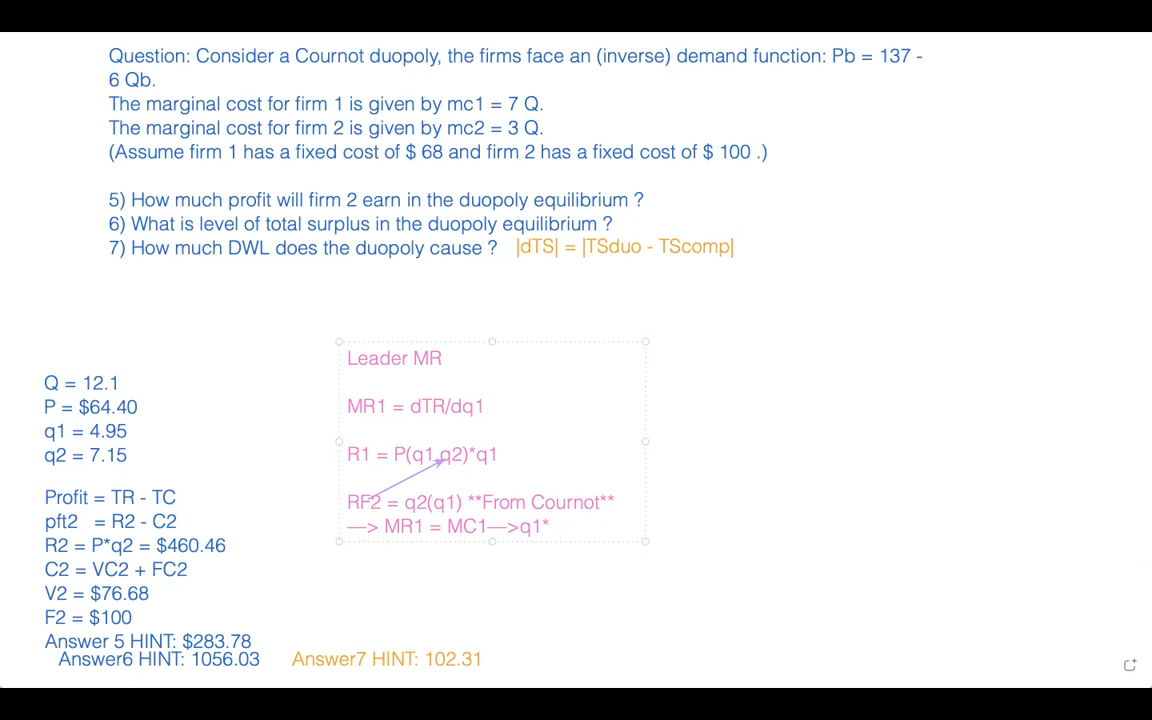 Question: Consider a Cournot duopoly, the firms face an (inverse) demand function: Pb = 137 -
6 Qb.
The marginal cost for firm 1 is given by mc1 = 7 Q.
The marginal cost for firm 2 is given by mc2 = 3 Q.
(Assume firm 1 has a fixed cost of $ 68 and firm 2 has a fixed cost of $ 100 .)
5) How much profit will firm 2 earn in the duopoly equilibrium ?
6) What is level of total surplus in the duopoly equilibrium ?
7) How much DWL does the duopoly cause ? |dTS| = |TSduo - TScomp|
Leader MR
MR1 = dTR/dq1
R1 = P(q1,q2)*q1
RF2 = q2(q1) **From Cournot**
—> MR1 = MC1—>q1*
Q = 12.1
P = $64.40
q1 = 4.95
q2 = 7.15
Profit = TR - TC
pft2 = R2 - C2
R2 = P*q2 = $460.46
C2 = VC2 + FC2
V2 = $76.68
F2 = $100
Answer 5 HINT: $283.78
Answer6 HINT: 1056.03 Answer7 HINT: 102.31